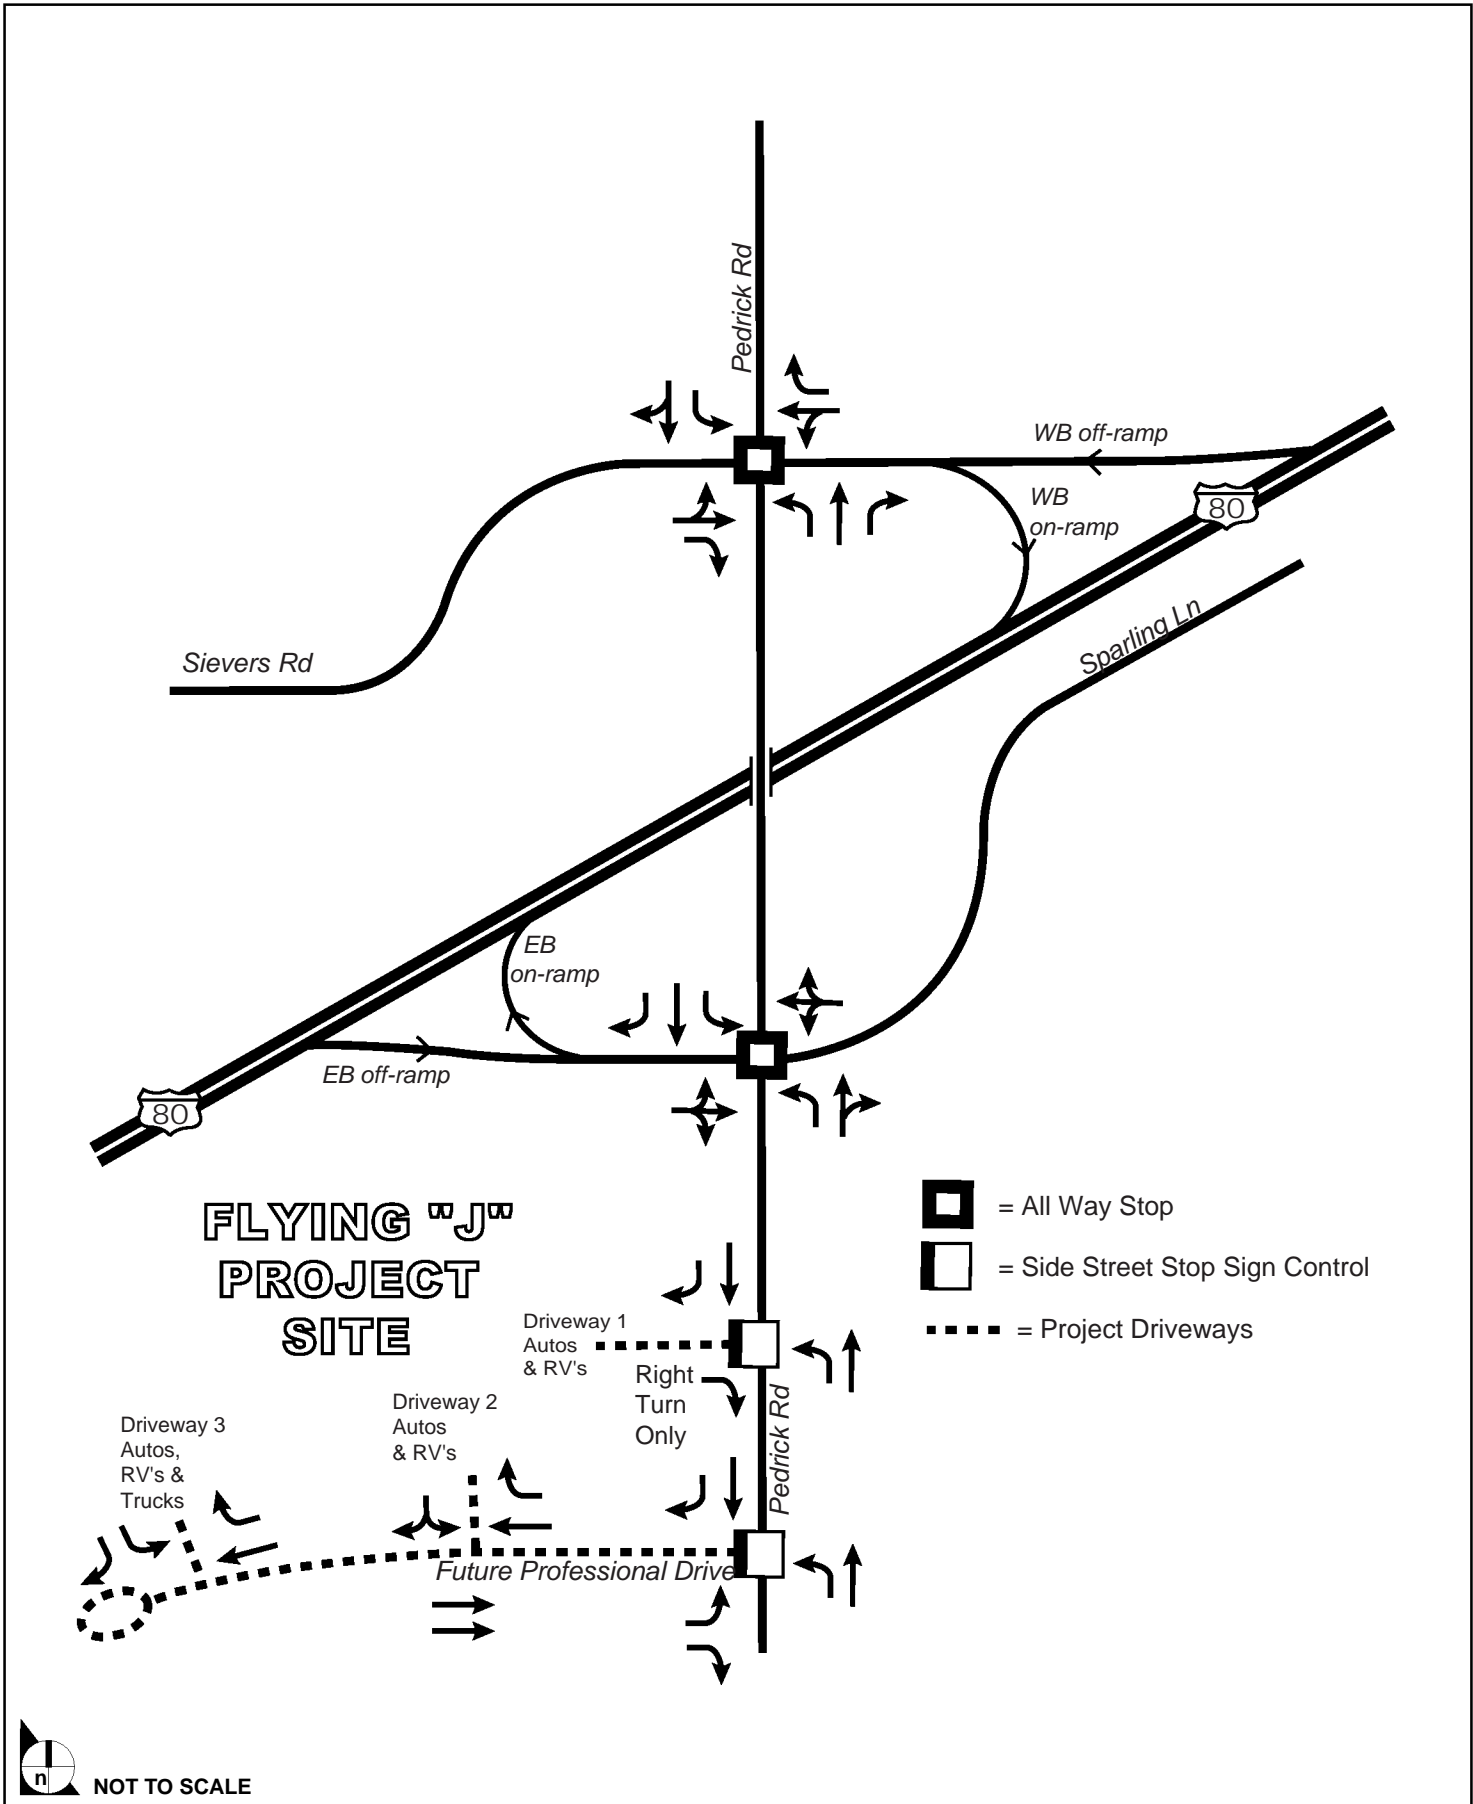 Pedrick Rd
WB off-ramp
80
WB
on-ramp
Sparling Ln
Sievers Rd
EB
on-ramp
EB off-ramp
80
FLYING "J"
PROJECT
SITE
= All Way Stop
= Side Street Stop Sign Control
= Project Driveways
Driveway 1
Autos
& RV's
Right
Turn
Only
Pedrick Rd
Driveway 2
Autos
& RV's
Driveway 3
Autos,
RV's &
Trucks
Future Professional Drive
n
NOT TO SCALE